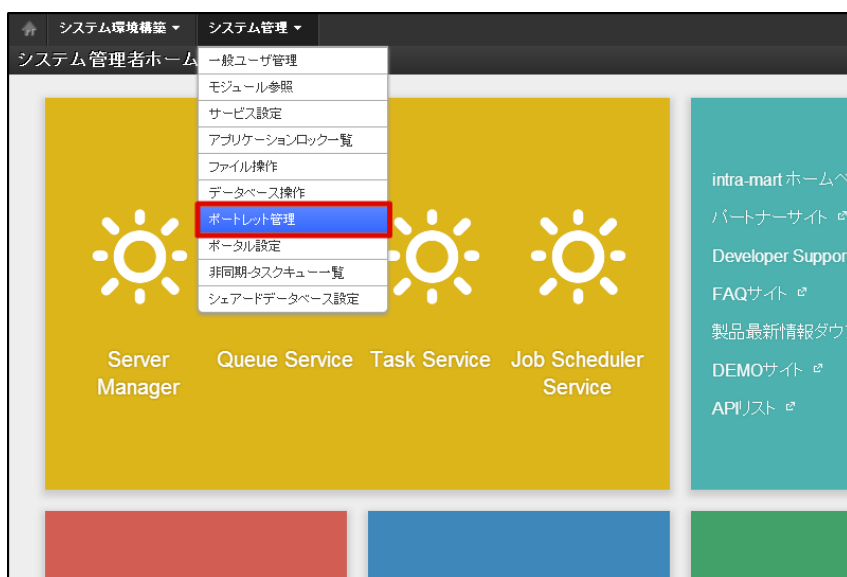 システム環境構築 ▼ システム管理 ▼
システム管理者ホーム
一般ユーザ管理
モジュール参照
サービス設定
アプリケーションロック一覧
ファイル操作
データベース操作
ポートレット管理
ポータル設定
非同期タスクキュー一覧
シェアードデータベース設定
Server Manager
Queue Service
Task Service
Job Scheduler Service
intra-mart ホームペ
パートナーサイト
Developer Suppor
FAQサイト
製品最新情報ダウ
DEMOサイト
APIリスト